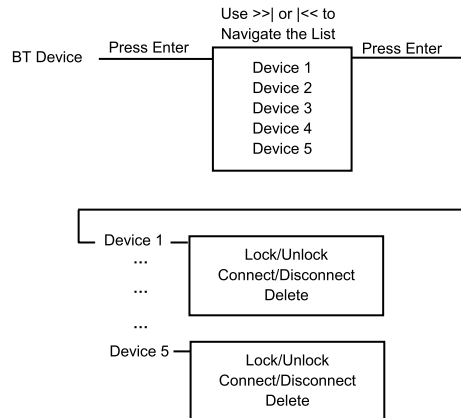 Use >>| or |<< to
Navigate the List
BT Device
Press Enter
Press Enter
Device 1
Device 2
Device 3
Device 4
Device 5
Device 1
...
...
...
Device 5
Lock/Unlock
Connect/Disconnect
Delete
Lock/Unlock
Connect/Disconnect
Delete